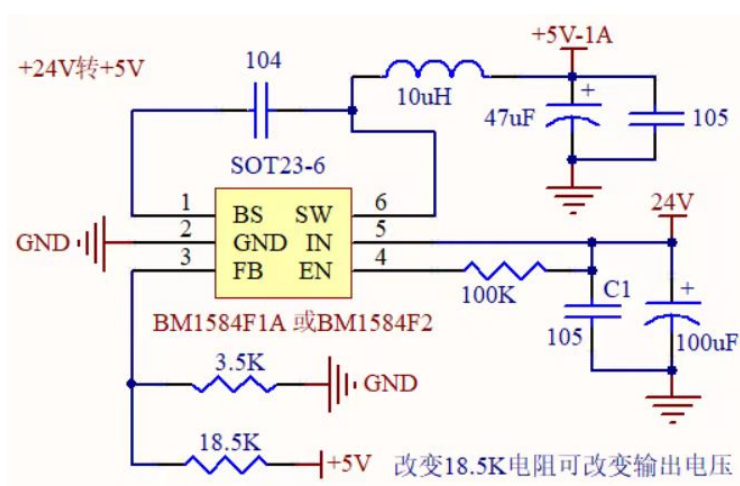 +5V-1A
+24V转+5V
104
10uH
47uF
+
105
SOT23-6
1
BS
SW
6
GND
2
GND
IN
5
24V
3
FB
EN
4
100K
C1
+
105
100uF
BM1584F1A 或BM1584F2
3.5K
GND
18.5K
+5V
改变18.5K电阻可改变输出电压